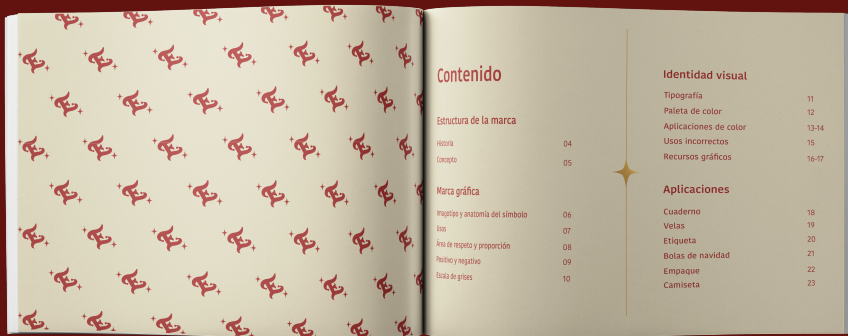 Contenido
Estructura de la marca
Historia 04
Concepto 05
Marca gráfica
Imagotipo y anatomía del símbolo 06
Usos 07
Área de respeto y proporción 08
Positivo y negativo 09
Escala de grises 10
Identidad visual
Tipografía 11
Paleta de color 12
Aplicaciones de color 13-14
Usos incorrectos 15
Recursos gráficos 16-17
Aplicaciones
Cuaderno 18
Velas 19
Etiqueta 20
Bolas de navidad 21
Empaque 22
Camiseta 23